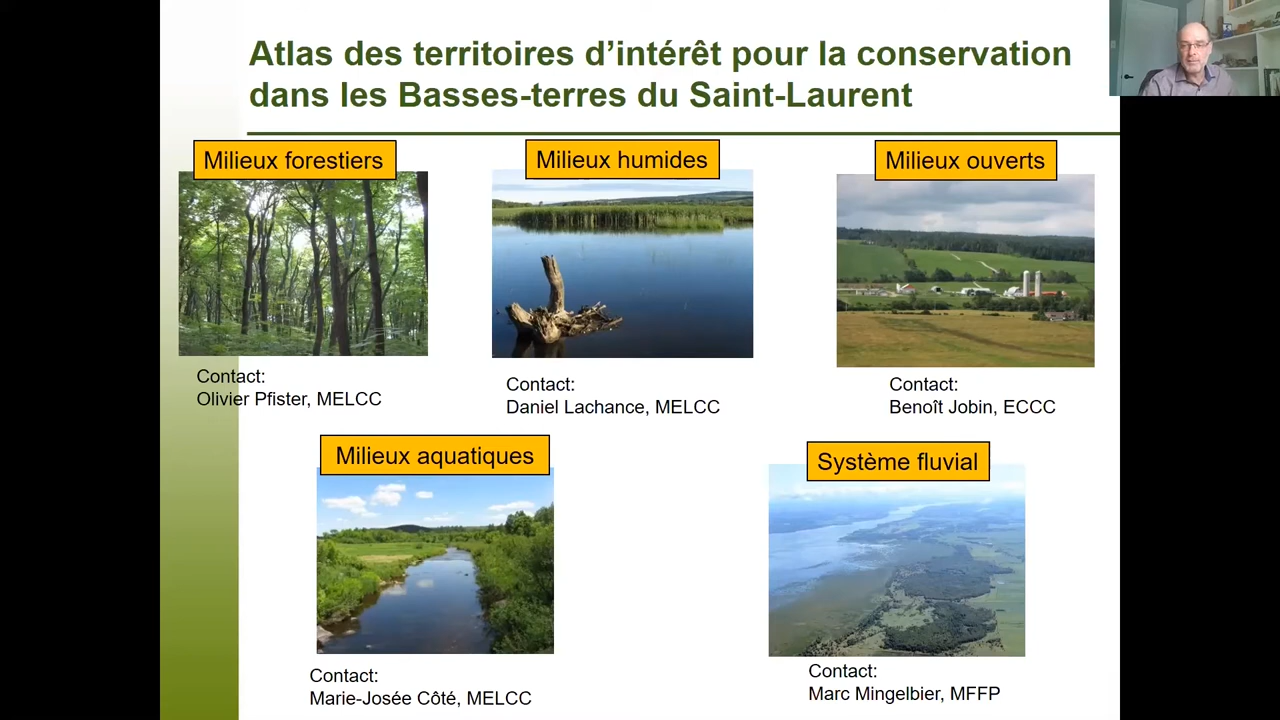 Atlas des territoires d’intérêt pour la conservation
dans les Basses-terres du Saint-Laurent
Milieux forestiers
Milieux humides
Milieux ouverts
Contact:
Olivier Pfister, MELCC
Contact:
Daniel Lachance, MELCC
Contact:
Benoît Jobin, ECCC
Milieux aquatiques
Système fluvial
Contact:
Marie-Josée Côté, MELCC
Contact:
Marc Mingelbier, MFFP